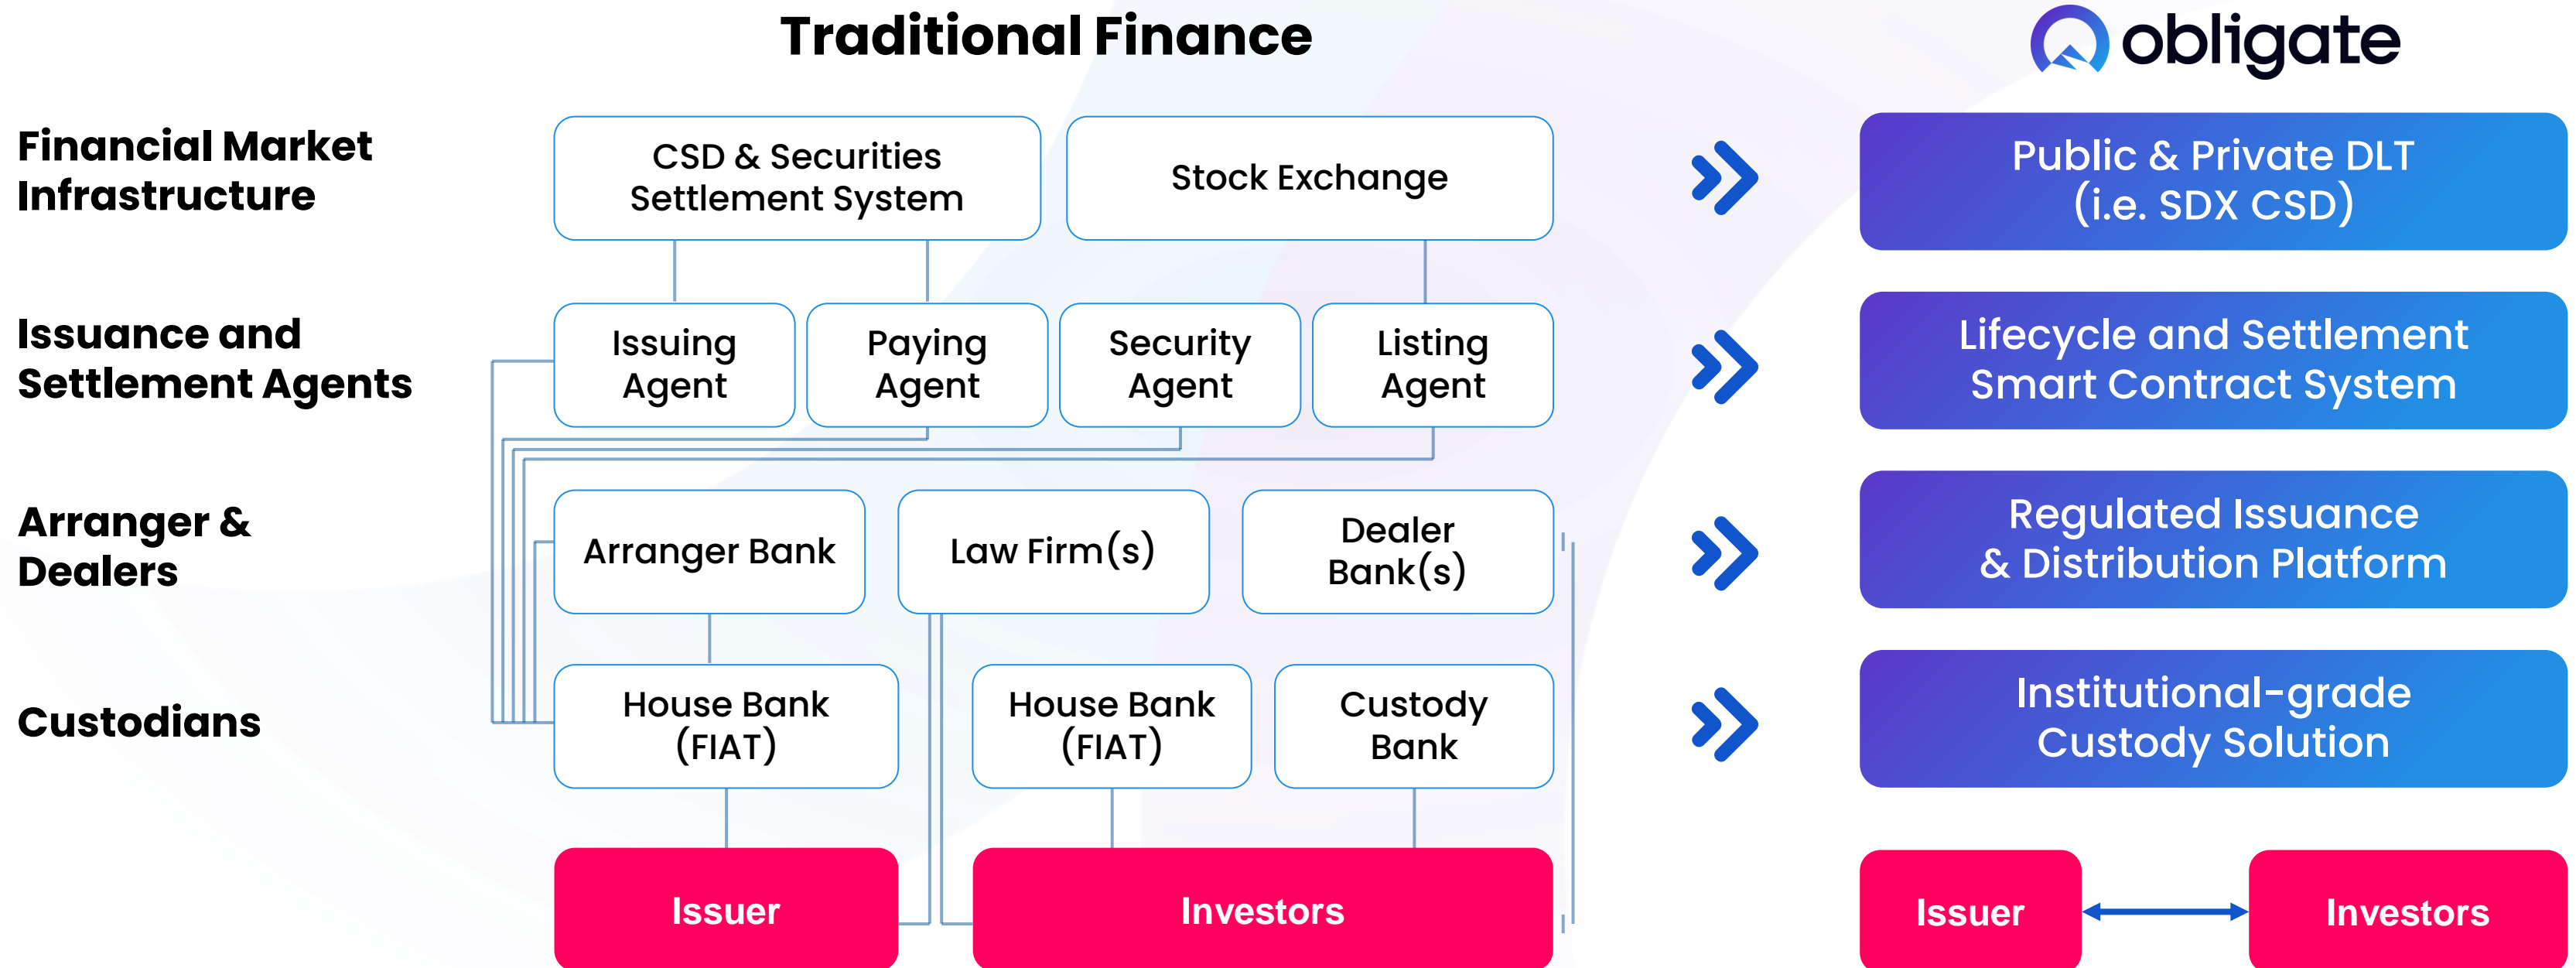 Traditional Finance
obligate
Financial Market
Infrastructure
CSD & Securities
Settlement System
Stock Exchange
Public & Private DLT
(i.e. SDX CSD)
Issuance and
Settlement Agents
Issuing
Agent
Paying
Agent
Security
Agent
Listing
Agent
Lifecycle and Settlement
Smart Contract System
Arranger &
Dealers
Arranger Bank
Law Firm(s)
Dealer
Bank(s)
Regulated Issuance
& Distribution Platform
Custodians
House Bank
(FIAT)
House Bank
(FIAT)
Custody
Bank
Institutional-grade
Custody Solution
Issuer
Investors
Issuer
Investors